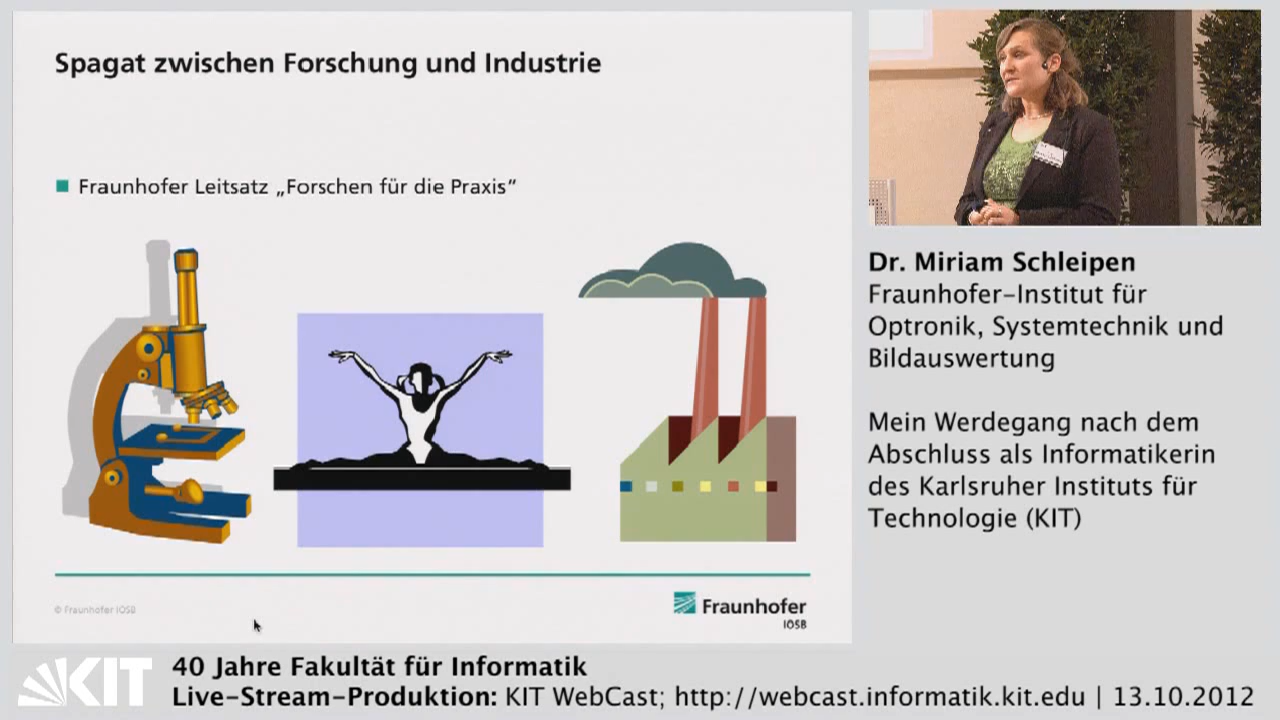 Spagat zwischen Forschung und Industrie
Fraunhofer Leitsatz „Forschen für die Praxis“
© Fraunhofer IOSB
Fraunhofer
IOSB
Dr. Miriam Schleipen
Fraunhofer-Institut für
Optronik, Systemtechnik und
Bildauswertung
Mein Werdegang nach dem
Abschluss als Informatikerin
des Karlsruher Instituts für
Technologie (KIT)
KIT
40 Jahre Fakultät für Informatik
Live-Stream-Produktion: KIT WebCast; http://webcast.informatik.kit.edu | 13.10.2012